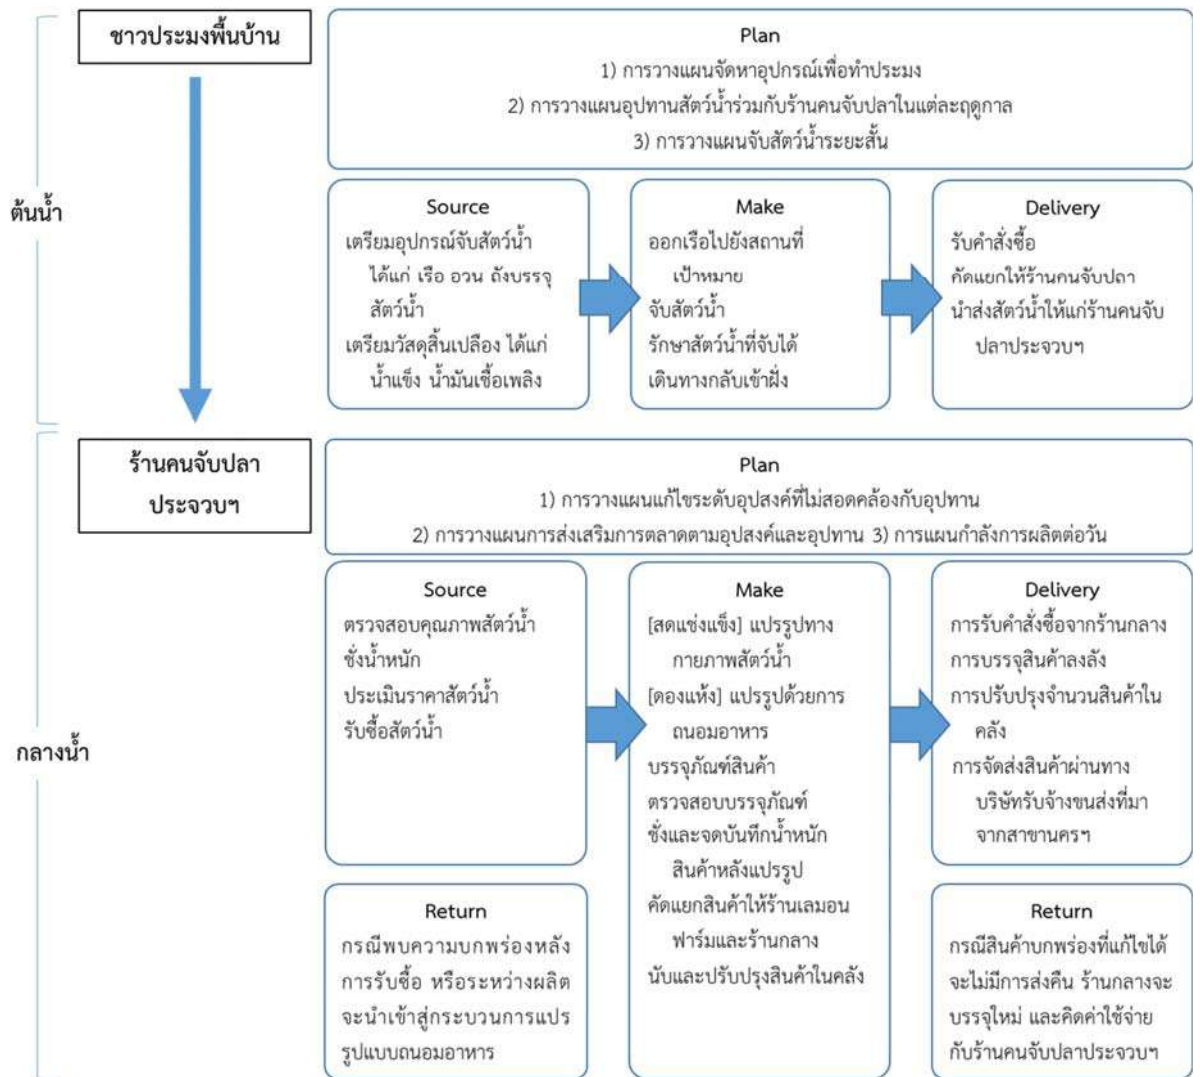 ชาวประมงพื้นบ้าน
Plan
1) การวางแผนจัดหาอุปกรณ์เพื่อทำประมง
2) การวางแผนอุปทานสัตว์น้ำร่วมกับร้านคนจับปลาในแต่ละฤดูกาล
3) การวางแผนจับสัตว์น้ำระยะสั้น
ต้นน้ำ
Source
เตรียมอุปกรณ์จับสัตว์น้ำ
ได้แก่ เรือ อวน ถังบรรจุ
สัตว์น้ำ
เตรียมวัสดุสิ้นเปลือง ได้แก่
น้ำแข็ง น้ำมันเชื้อเพลิง
Make
ออกเรือไปยังสถานที่
เป้าหมาย
จับสัตว์น้ำ
รักษาสัตว์น้ำที่จับได้
เดินทางกลับเข้าฝั่ง
Delivery
รับคำสั่งซื้อ
คัดแยกให้ร้านคนจับปลา
นำส่งสัตว์น้ำให้แก่ร้านคนจับ
ปลาประจวบฯ
ร้านคนจับปลา
ประจวบฯ
Plan
1) การวางแผนแก้ไขระดับอุปสงค์ที่ไม่สอดคล้องกับอุปทาน
2) การวางแผนการส่งเสริมการตลาดตามอุปสงค์และอุปทาน 3) การแผนกำลังการผลิตต่อวัน
กลางน้ำ
Source
ตรวจสอบคุณภาพสัตว์น้ำ
ชั่งน้ำหนัก
ประเมินราคาสัตว์น้ำ
รับซื้อสัตว์น้ำ
Make
[สดแช่งแข็ง] แปรรูปทาง
กายภาพสัตว์น้ำ
[ดองแห้ง] แปรรูปด้วยการ
ถนอมอาหาร
บรรจุภัณฑ์สินค้า
ตรวจสอบบรรจุภัณฑ์
ชั่งและจดบันทึกน้ำหนัก
สินค้าหลังแปรรูป
คัดแยกสินค้าให้ร้านเลมอน
ฟาร์มและร้านกลาง
นับและปรับปรุงสินค้าในคลัง
Delivery
การรับคำสั่งซื้อจากร้านกลาง
การบรรจุสินค้าลงลัง
การปรับปรุงจำนวนสินค้าใน
คลัง
การจัดส่งสินค้าผ่านทาง
บริษัทรับจ้างขนส่งที่มา
จากสาขานครฯ
Return
กรณีพบความบกพร่องหลัง
การรับซื้อ หรือระหว่างผลิต
จะนำเข้าสู่กระบวนการแปร
รูปแบบถนอมอาหาร
Return
กรณีสินค้าบกพร่องที่แก้ไขได้
จะไม่มีการส่งคืน ร้านกลางจะ
บรรจุใหม่ และคิดค่าใช้จ่าย
กับร้านคนจับปลาประจวบฯ